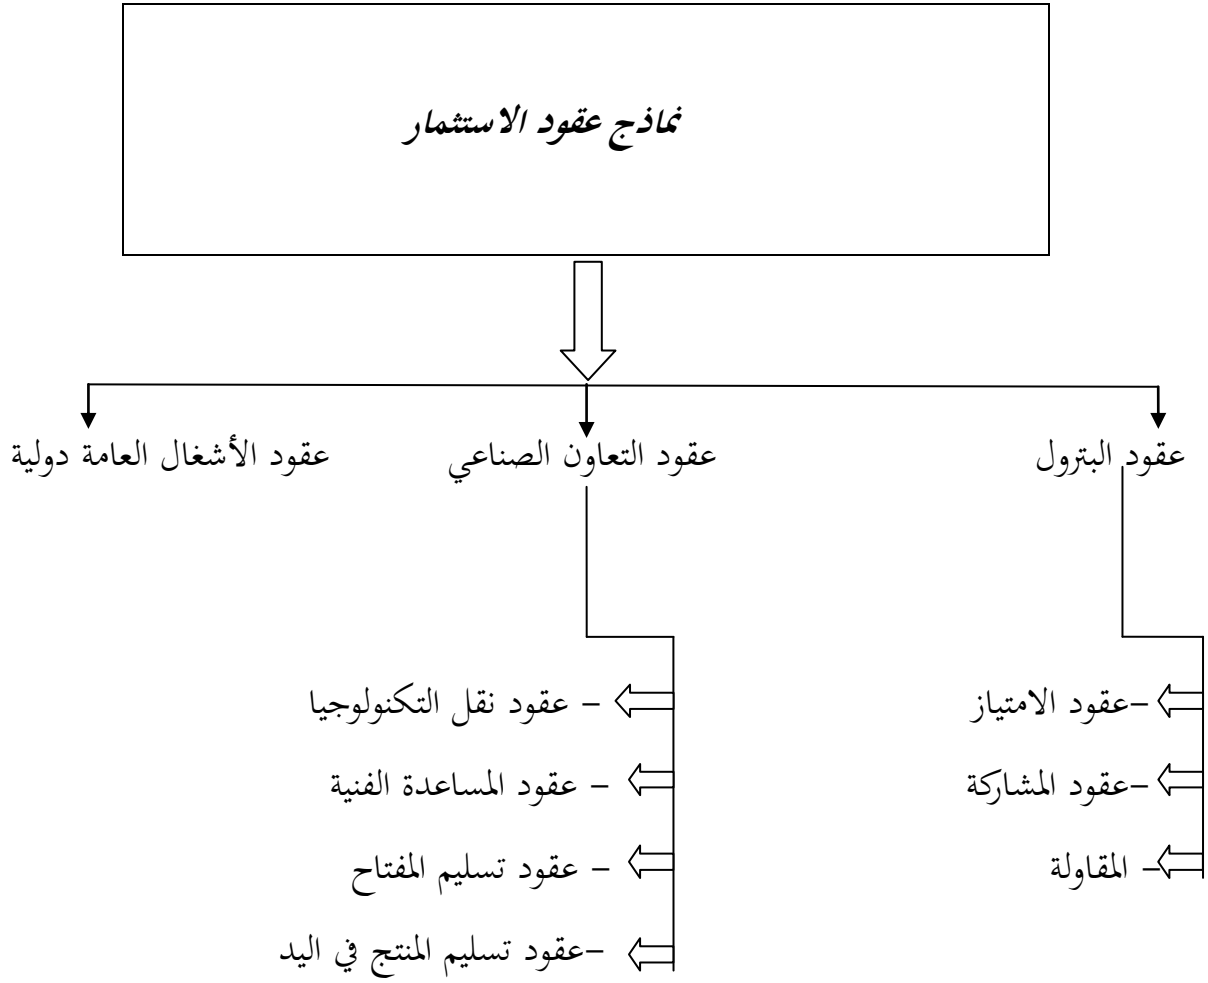 نماذج عقود الاستثمار
عقود البترول
عقود التعاون الصناعي
عقود الأشغال العامة دولية
–عقود الامتياز
–عقود المشاركة
– المقاولة
– عقود نقل التكنولوجيا
– عقود المساعدة الفنية
– عقود تسليم المفتاح
–عقود تسليم المنتج في اليد